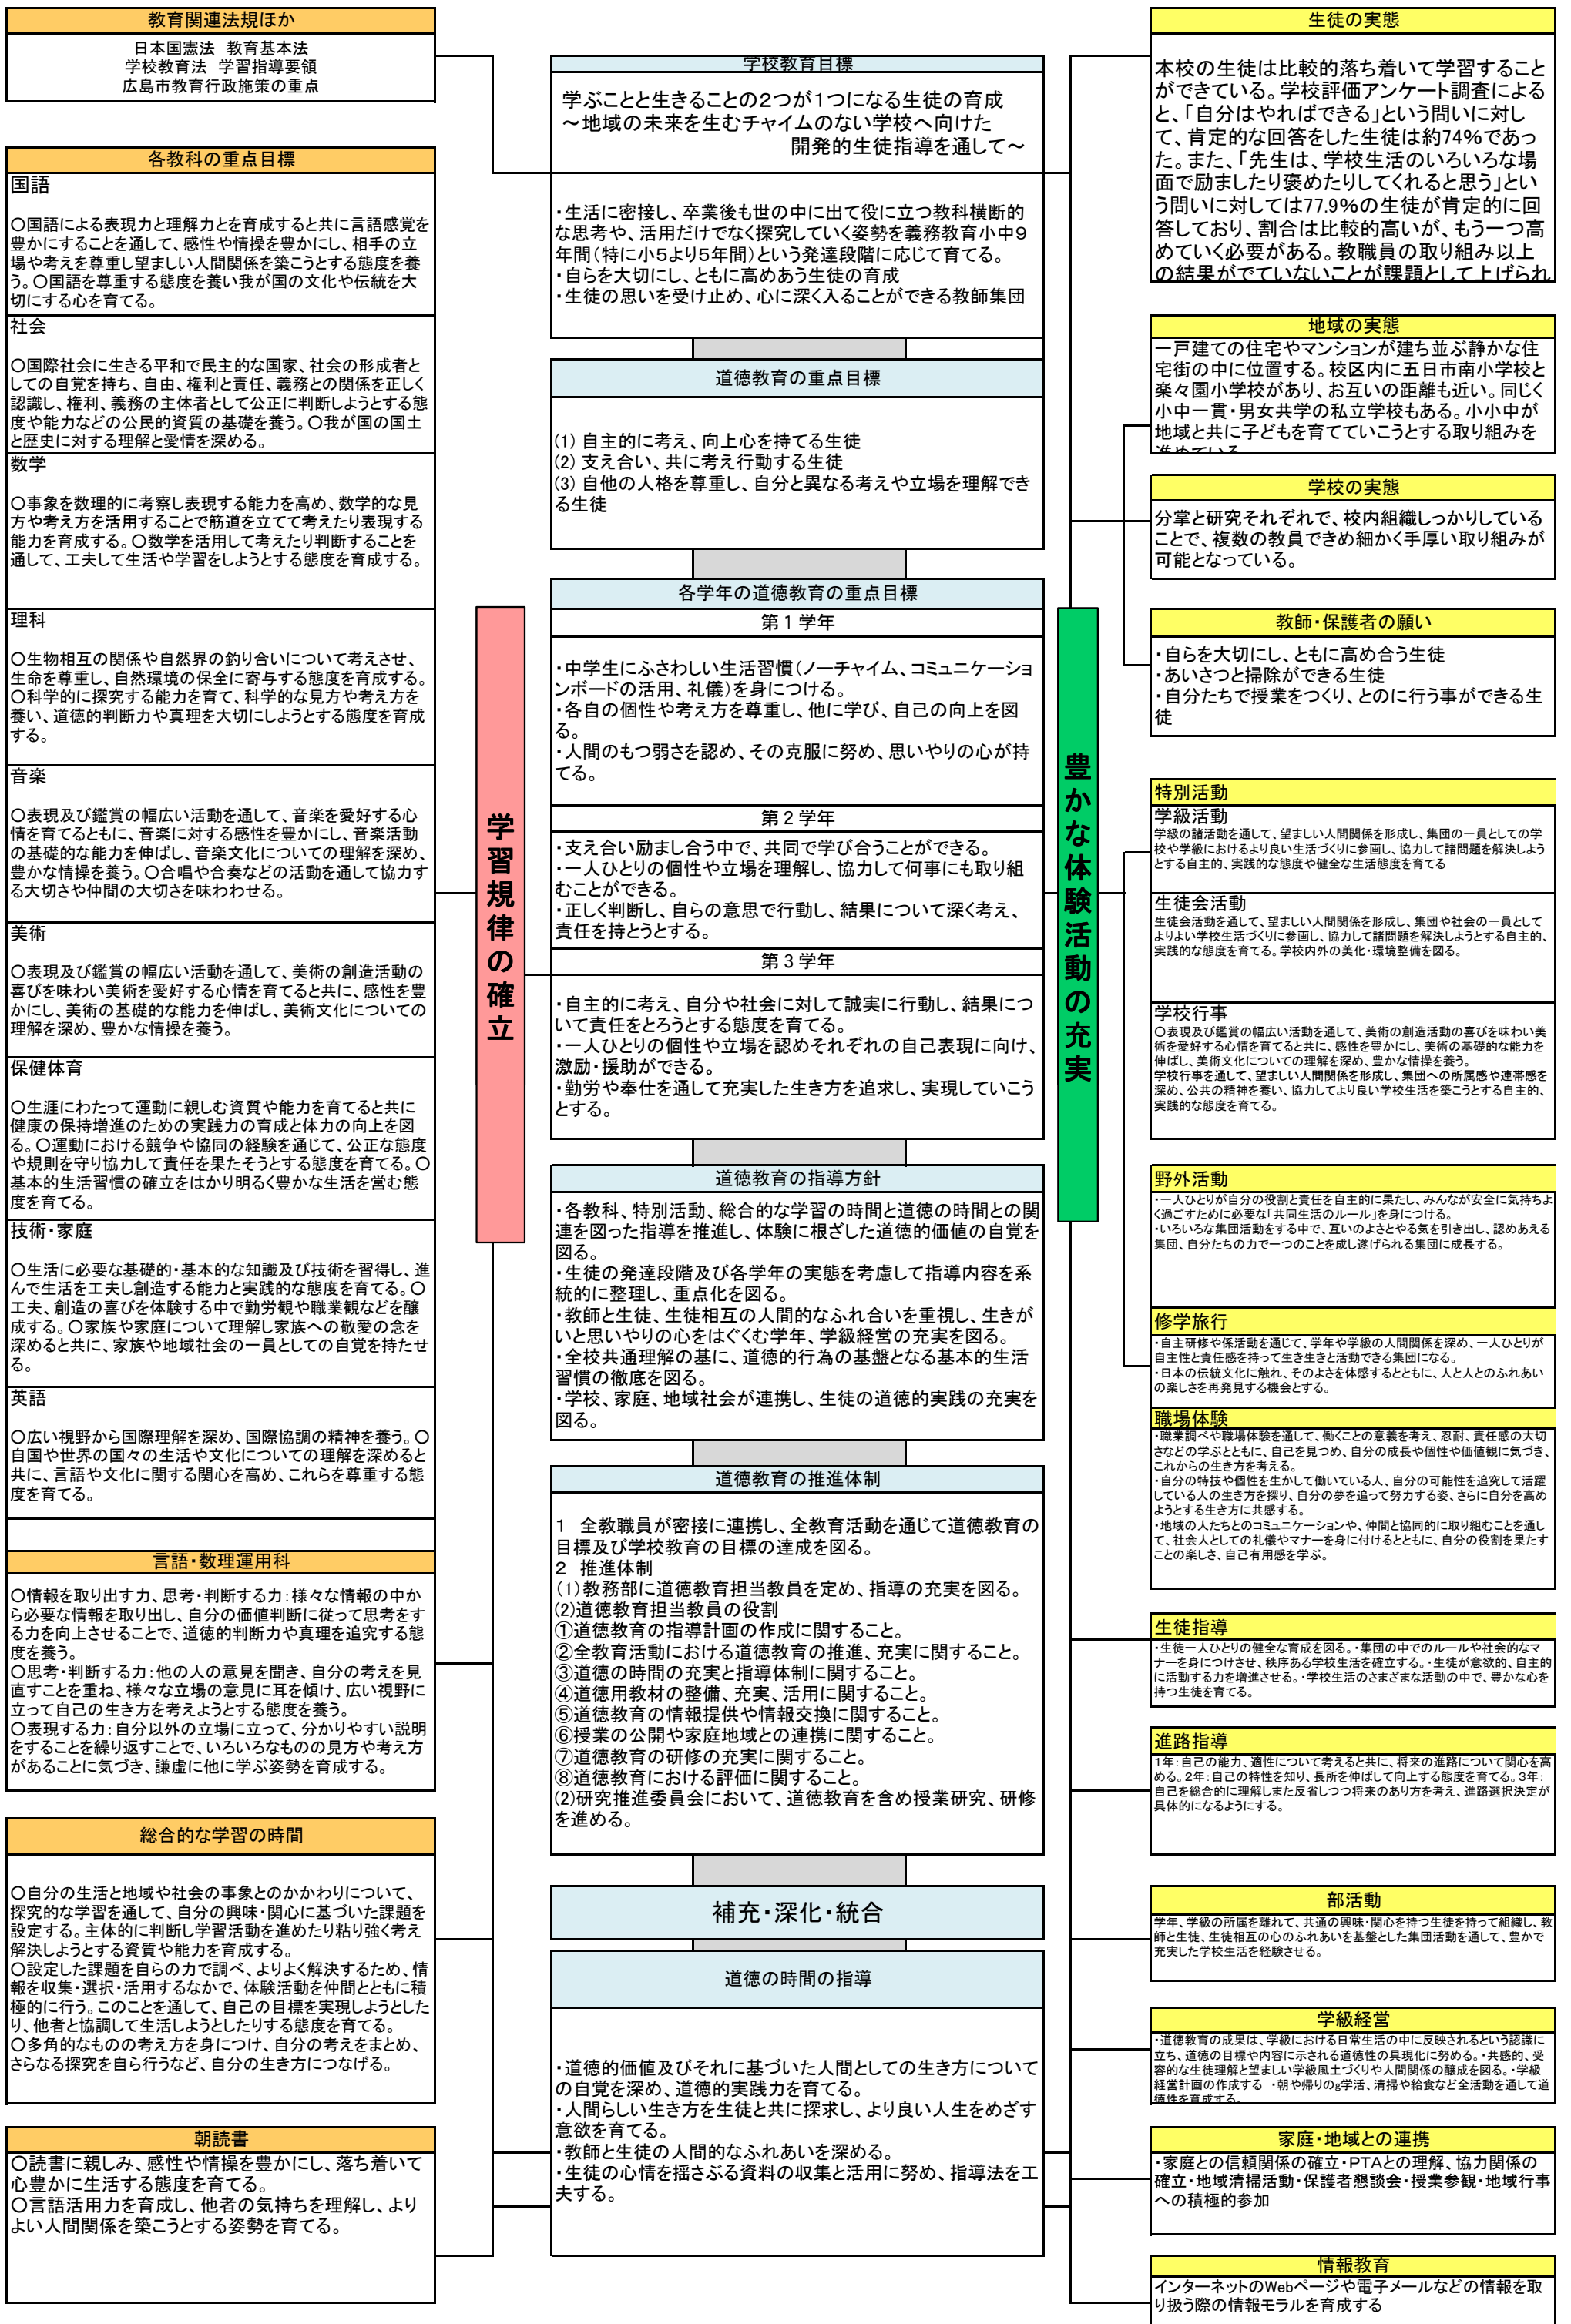 教育関連法規ほか
日本国憲法 教育基本法
学校教育法 学習指導要領
広島市教育行政施策の重点
各教科の重点目標
国語
○国語による表現力と理解力とを育成すると共に言語感覚を
豊かにすることを通して、感性や情操を豊かにし、相手の立
場や考えを尊重し望ましい人間関係を築こうとする態度を養
う。○国語を尊重する態度を養い我が国の文化や伝統を大
切にする心を育てる。
社会
○国際社会に生きる平和で民主的な国家、社会の形成者と
しての自覚を持ち、自由、権利と責任、義務との関係を正しく
認識し、権利、義務の主体者として公正に判断しようとする態
度や能力などの公民的資質の基礎を養う。○我が国の国土
と歴史に対する理解と愛情を深める。
数学
○事象を数理的に考察し表現する能力を高め、数学的な見
方や考え方を活用することで筋道を立てて考えたり表現する
能力を育成する。○数学を活用して考えたり判断することを
通して、工夫して生活や学習をしようとする態度を育成する。
理科
○生物相互の関係や自然界の釣り合いについて考えさせ、
生命を尊重し、自然環境の保全に寄与する態度を育成する。
○科学的に探究する能力を育て、科学的な見方や考え方を
養い、道徳的判断力や真理を大切にしようとする態度を育成
する。
音楽
○表現及び鑑賞の幅広い活動を通して、音楽を愛好する心
情を育てるともに、音楽に対する感性を豊かにし、音楽活動
の基礎的な能力を伸ばし、音楽文化についての理解を深め、
豊かな情操を養う。○合唱や合奏などの活動を通して協力す
る大切さや仲間の大切さを味わわせる。
美術
○表現及び鑑賞の幅広い活動を通して、美術の創造活動の
喜びを味わい美術を愛好する心情を育てると共に、感性を豊
かにし、美術の基礎的な能力を伸ばし、美術文化についての
理解を深め、豊かな情操を養う。
保健体育
○生涯にわたって運動に親しむ資質や能力を育てると共に
健康の保持増進のための実践力の育成と体力の向上を図
る。○運動における競争や協同の経験を通じて、公正な態度
や規則を守り協力して責任を果たそうとする態度を育てる。○
基本的生活習慣の確立をはかり明るく豊かな生活を営む態
度を育てる。
技術・家庭
○生活に必要な基礎的・基本的な知識及び技術を習得し、進
んで生活を工夫し創造する能力と実践的な態度を育てる。○
工夫、創造の喜びを体験する中で勤労観や職業観などを醸
成する。○家族や家庭について理解し家族への敬愛の念を
深めると共に、家族や地域社会の一員としての自覚を持たせ
る。
英語
○広い視野から国際理解を深め、国際協調の精神を養う。○
自国や世界の国々の生活や文化についての理解を深めると
共に、言語や文化に関する関心を高め、これらを尊重する態
度を育てる。
言語・数理運用科
○情報を取り出す力、思考・判断する力：様々な情報の中か
ら必要な情報を取り出し、自分の価値判断に従って思考をす
る力を向上させることで、道徳的判断力や真理を追究する態
度を養う。
○思考・判断する力：他の人の意見を聞き、自分の考えを見
直すことを重ね、様々な立場の意見に耳を傾け、広い視野に
立って自己の生き方を考えようとする態度を養う。
○表現する力：自分以外の立場に立って、分かりやすい説明
をすることを繰り返すことで、いろいろなものの見方や考え方
があることに気づき、謙虚に他に学ぶ姿勢を育成する。
総合的な学習の時間
○自分の生活と地域や社会の事象とのかかわりについて、
探究的な学習を通して、自分の興味・関心に基づいた課題を
設定する。主体的に判断し学習活動を進めたり粘り強く考え
解決しようとする資質や能力を育成する。
○設定した課題を自らの力で調べ、よりよく解決するため、情
報を収集・選択・活用するなかで、体験活動を仲間とともに積
極的に行う。このことを通して、自己の目標を実現しようとした
り、他者と協調して生活しようとしたりする態度を育てる。
○多角的なものの考え方を身につけ、自分の考えをまとめ、
さらなる探究を自ら行うなど、自分の生き方につなげる。
朝読書
○読書に親しみ、感性や情操を豊かにし、落ち着いて
心豊かに生活する態度を育てる。
○言語活用力を育成し、他者の気持ちを理解し、より
よい人間関係を築こうとする姿勢を育てる。
学習規律の確立
学校教育目標
学ぶことと生きることの２つが１つになる生徒の育成
～地域の未来を生むチャイムのない学校へ向けた
開発的生徒指導を通して～
・生活に密接し、卒業後も世の中に出て役に立つ教科横断的
な思考や、活用だけでなく探究していく姿勢を義務教育小中９
年間（特に小５より５年間）という発達段階に応じて育てる。
・自らを大切にし、ともに高めあう生徒の育成
・生徒の思いを受け止め、心に深く入ることができる教師集団
道徳教育の重点目標
(1) 自主的に考え、向上心を持てる生徒
(2) 支え合い、共に考え行動する生徒
(3) 自他の人格を尊重し、自分と異なる考えや立場を理解でき
る生徒
各学年の道徳教育の重点目標
第１学年
・中学生にふさわしい生活習慣（ノーチャイム、コミュニケーショ
ンボードの活用、礼儀）を身につける。
・各自の個性や考え方を尊重し、他に学び、自己の向上を図
る。
・人間のもつ弱さを認め、その克服に努め、思いやりの心が持
てる。
第２学年
・支え合い励まし合う中で、共同で学び合うことができる。
・一人ひとりの個性や立場を理解し、協力して何事にも取り組
むことができる。
・正しく判断し、自らの意思で行動し、結果について深く考え、
責任を持とうとする。
第３学年
・自主的に考え、自分や社会に対して誠実に行動し、結果につ
いて責任をとろうとする態度を育てる。
・一人ひとりの個性や立場を認めそれぞれの自己表現に向け、
激励・援助ができる。
・勤労や奉仕を通して充実した生き方を追求し、実現していこう
とする。
道徳教育の指導方針
・各教科、特別活動、総合的な学習の時間と道徳の時間との関
連を図った指導を推進し、体験に根ざした道徳的価値の自覚を
図る。
・生徒の発達段階及び各学年の実態を考慮して指導内容を系
統的に整理し、重点化を図る。
・教師と生徒、生徒相互の人間的なふれ合いを重視し、生きが
いと思いやりの心をはぐくむ学年、学級経営の充実を図る。
・全校共通理解の基に、道徳的行為の基盤となる基本的生活
習慣の徹底を図る。
・学校、家庭、地域社会が連携し、生徒の道徳的実践の充実を
図る。
道徳教育の推進体制
１ 全教職員が密接に連携し、全教育活動を通じて道徳教育の
目標及び学校教育の目標の達成を図る。
２ 推進体制
(1)教務部に道徳教育担当教員を定め、指導の充実を図る。
(2)道徳教育担当教員の役割
①道徳教育の指導計画の作成に関すること。
②全教育活動における道徳教育の推進、充実に関すること。
③道徳の時間の充実と指導体制に関すること。
④道徳用教材の整備、充実、活用に関すること。
⑤道徳教育の情報提供や情報交換に関すること。
⑥授業の公開や家庭地域との連携に関すること。
⑦道徳教育の研修の充実に関すること。
⑧道徳教育における評価に関すること。
(2)研究推進委員会において、道徳教育を含め授業研究、研修
を進める。
補充・深化・統合
道徳の時間の指導
・道徳的価値及びそれに基づいた人間としての生き方について
の自覚を深め、道徳的実践力を育てる。
・人間らしい生き方を生徒と共に探求し、より良い人生をめざす
意欲を育てる。
・教師と生徒の人間的なふれあいを深める。
・生徒の心情を揺さぶる資料の収集と活用に努め、指導法を工
夫する。
豊かな体験活動の充実
生徒の実態
本校の生徒は比較的落ち着いて学習すること
ができている。学校評価アンケート調査による
と、「自分はやればできる」という問いに対し
て、肯定的な回答をした生徒は約74％であっ
た。また、「先生は、学校生活のいろいろな場
面で励ましたり褒めたりしてくれると思う」とい
う問いに対しては77.9％の生徒が肯定的に回
答しており、割合は比較的高いが、もう一つ高
めていく必要がある。教職員の取り組み以上
の結果がでていないことが課題として上げられ
地域の実態
一戸建ての住宅やマンションが建ち並ぶ静かな住
宅街の中に位置する。校区内に五日市南小学校と
楽々園小学校があり、お互いの距離も近い。同じく
小中一貫・男女共学の私立学校もある。小小中が
地域と共に子どもを育てていこうとする取り組みを
進めている
学校の実態
分掌と研究それぞれで、校内組織しっかりしている
ことで、複数の教員できめ細かく手厚い取り組みが
可能となっている。
教師・保護者の願い
・自らを大切にし、ともに高め合う生徒
・あいさつと掃除ができる生徒
・自分たちで授業をつくり、とのに行う事ができる生
徒
特別活動
学級活動
学級の諸活動を通して、望ましい人間関係を形成し、集団の一員としての学
校や学級におけるより良い生活づくりに参画し、協力して諸問題を解決しよう
とする自主的、実践的な態度や健全な生活態度を育てる
生徒会活動
生徒会活動を通して、望ましい人間関係を形成し、集団や社会の一員として
よりよい学校生活づくりに参画し、協力して諸問題を解決しようとする自主的、
実践的な態度を育てる。学校内外の美化・環境整備を図る。
学校行事
○表現及び鑑賞の幅広い活動を通して、美術の創造活動の喜びを味わい美
術を愛好する心情を育てると共に、感性を豊かにし、美術の基礎的な能力を
伸ばし、美術文化についての理解を深め、豊かな情操を養う。
学校行事を通して、望ましい人間関係を形成し、集団への所属感や連帯感を
深め、公共の精神を養い、協力してより良い学校生活を築こうとする自主的、
実践的な態度を育てる。
野外活動
・一人ひとりが自分の役割と責任を自主的に果たし、みんなが安全に気持ちよ
く過ごすために必要な「共同生活のルール」を身につける。
・いろいろな集団活動をする中で、互いのよさとやる気を引き出し、認めあえる
集団、自分たちの力で一つのことを成し遂げられる集団に成長する。
修学旅行
・自主研修や係活動を通じて、学年や学級の人間関係を深め、一人ひとりが
自主性と責任感を持って生き生きと活動できる集団になる。
・日本の伝統文化に触れ、そのよさを体感するとともに、人と人とのふれあい
の楽しさを再発見する機会とする。
職場体験
・職業調べや職場体験を通して、働くことの意義を考え、忍耐、責任感の大切
さなどの学ぶとともに、自己を見つめ、自分の成長や個性や価値観に気づき、
これからの生き方を考える。
・自分の特技や個性を生かして働いている人、自分の可能性を追究して活躍
している人の生き方を探り、自分の夢を追って努力する姿、さらに自分を高め
ようとする生き方に共感する。
・地域の人たちとのコミュニケーションや、仲間と協同的に取り組むことを通し
て、社会人としての礼儀やマナーを身に付けるとともに、自分の役割を果たす
ことの楽しさ、自己有用感を学ぶ。
生徒指導
・生徒一人ひとりの健全な育成を図る。・集団の中でのルールや社会的なマ
ナーを身につけさせ、秩序ある学校生活を確立する。・生徒が意欲的、自主的
に活動する力を増進させる。・学校生活のさまざまな活動の中で、豊かな心を
持つ生徒を育てる。
進路指導
１年：自己の能力、適性について考えると共に、将来の進路について関心を高
める。２年：自己の特性を知り、長所を伸ばして向上する態度を育てる。３年：
自己を総合的に理解しまた反省しつつ将来のあり方を考え、進路選択決定が
具体的になるようにする。
部活動
学年、学級の所属を離れて、共通の興味・関心を持つ生徒を持って組織し、教
師と生徒、生徒相互の心のふれあいを基盤とした集団活動を通して、豊かで
充実した学校生活を経験させる。
学級経営
・道徳教育の成果は、学級における日常生活の中に反映されるという認識に
立ち、道徳の目標や内容に示される道徳性の具現化に努める。・共感的、受
容的な生徒理解と望ましい学級風土づくりや人間関係の醸成を図る。・学級
経営計画の作成する ・朝や帰りのg学活、清掃や給食など全活動を通して道
徳性を育成する。
家庭・地域との連携
・家庭との信頼関係の確立・PTAとの理解、協力関係の
確立・地域清掃活動・保護者懇談会・授業参観・地域行事
への積極的参加
情報教育
インターネットのWebページや電子メールなどの情報を取
り扱う際の情報モラルを育成する